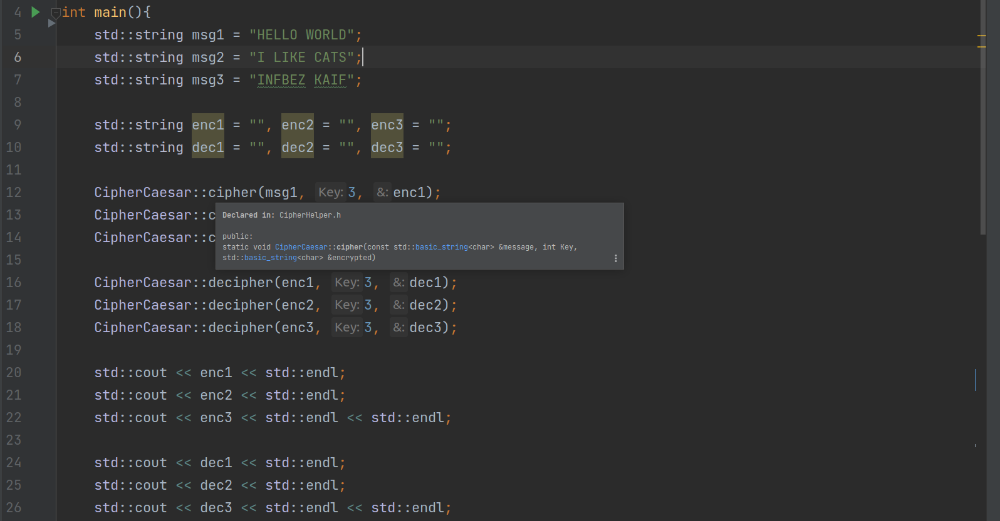 4 int main(){
5 std::string msg1 = "HELLO WORLD";
6 std::string msg2 = "I LIKE CATS";
7 std::string msg3 = "INFBEZ KAIF";
8
9 std::string enc1 = "", enc2 = "", enc3 = "";
10 std::string dec1 = "", dec2 = "", dec3 = "";
11
12 CipherCaesar::cipher(msg1, Key: 3, &: enc1);
13 CipherCaesar::c
14 CipherCaesar::c
Declared in: CipherHelper.h
public:
static void CipherCaesar::cipher(const std::basic_string<char> &message, int Key,
std::basic_string<char> &encrypted)
15
16 CipherCaesar::decipher(enc1, Key: 3, &: dec1);
17 CipherCaesar::decipher(enc2, Key: 3, &: dec2);
18 CipherCaesar::decipher(enc3, Key: 3, &: dec3);
19
20 std::cout << enc1 << std::endl;
21 std::cout << enc2 << std::endl;
22 std::cout << enc3 << std::endl << std::endl;
23
24 std::cout << dec1 << std::endl;
25 std::cout << dec2 << std::endl;
26 std::cout << dec3 << std::endl << std::endl;